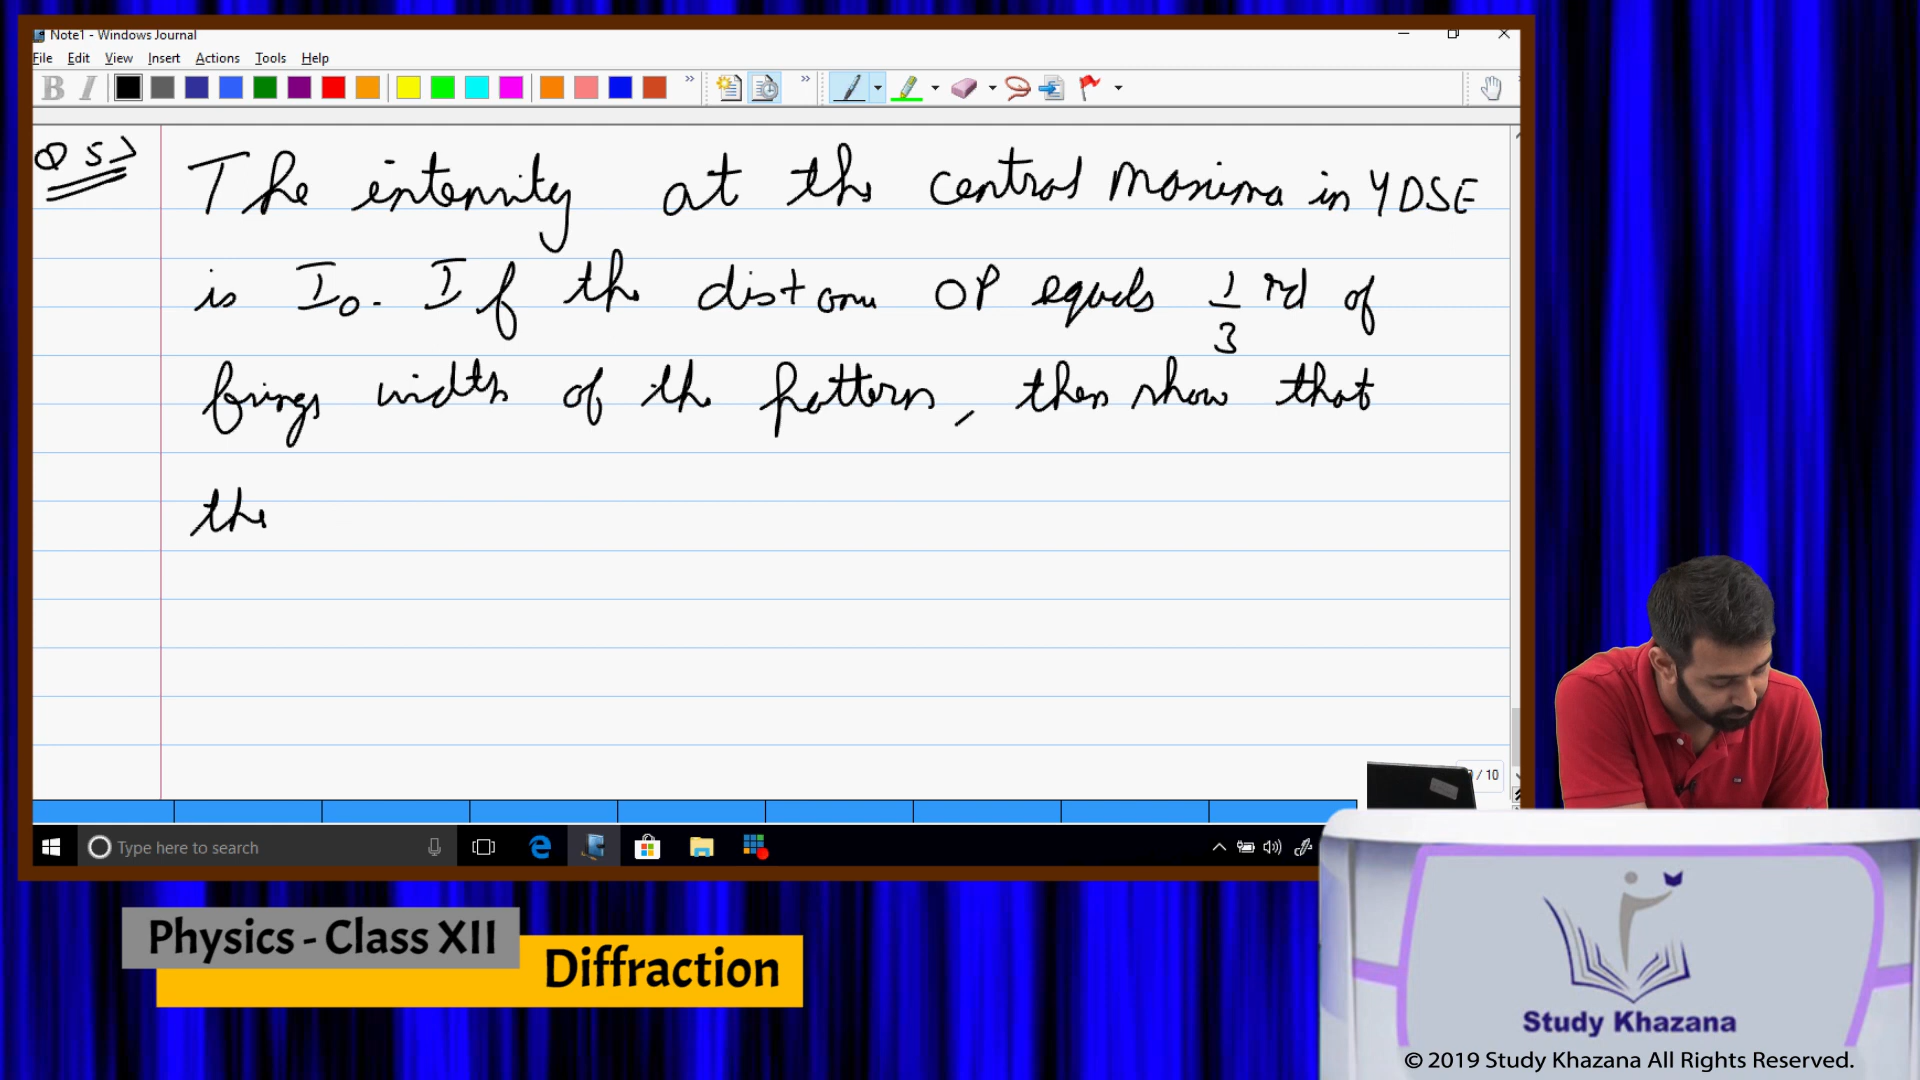 Note1 - Windows Journal
File Edit View Insert Actions Tools Help
B I
Q 5>
The intensity at the central maxima in YDSE
is I0. If the distance OP equals 1/3 rd of
fringe width of the pattern, then show that
the
/ 10
Type here to search
Physics - Class XII
Diffraction
Study Khazana
© 2019 Study Khazana All Rights Reserved.